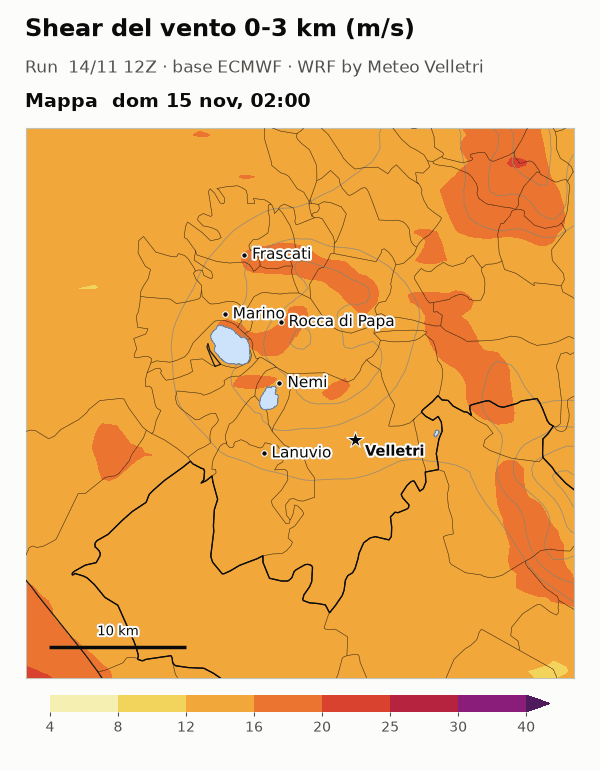 Shear del vento 0-3 km (m/s)
Run  14/11 12Z · base ECMWF · WRF by Meteo Velletri
Mappa  dom 15 nov, 02:00
Frascati
Marino
Rocca di Papa
Nemi
Velletri
Lanuvio
10 km
4 8 12 16 20 25 30 40